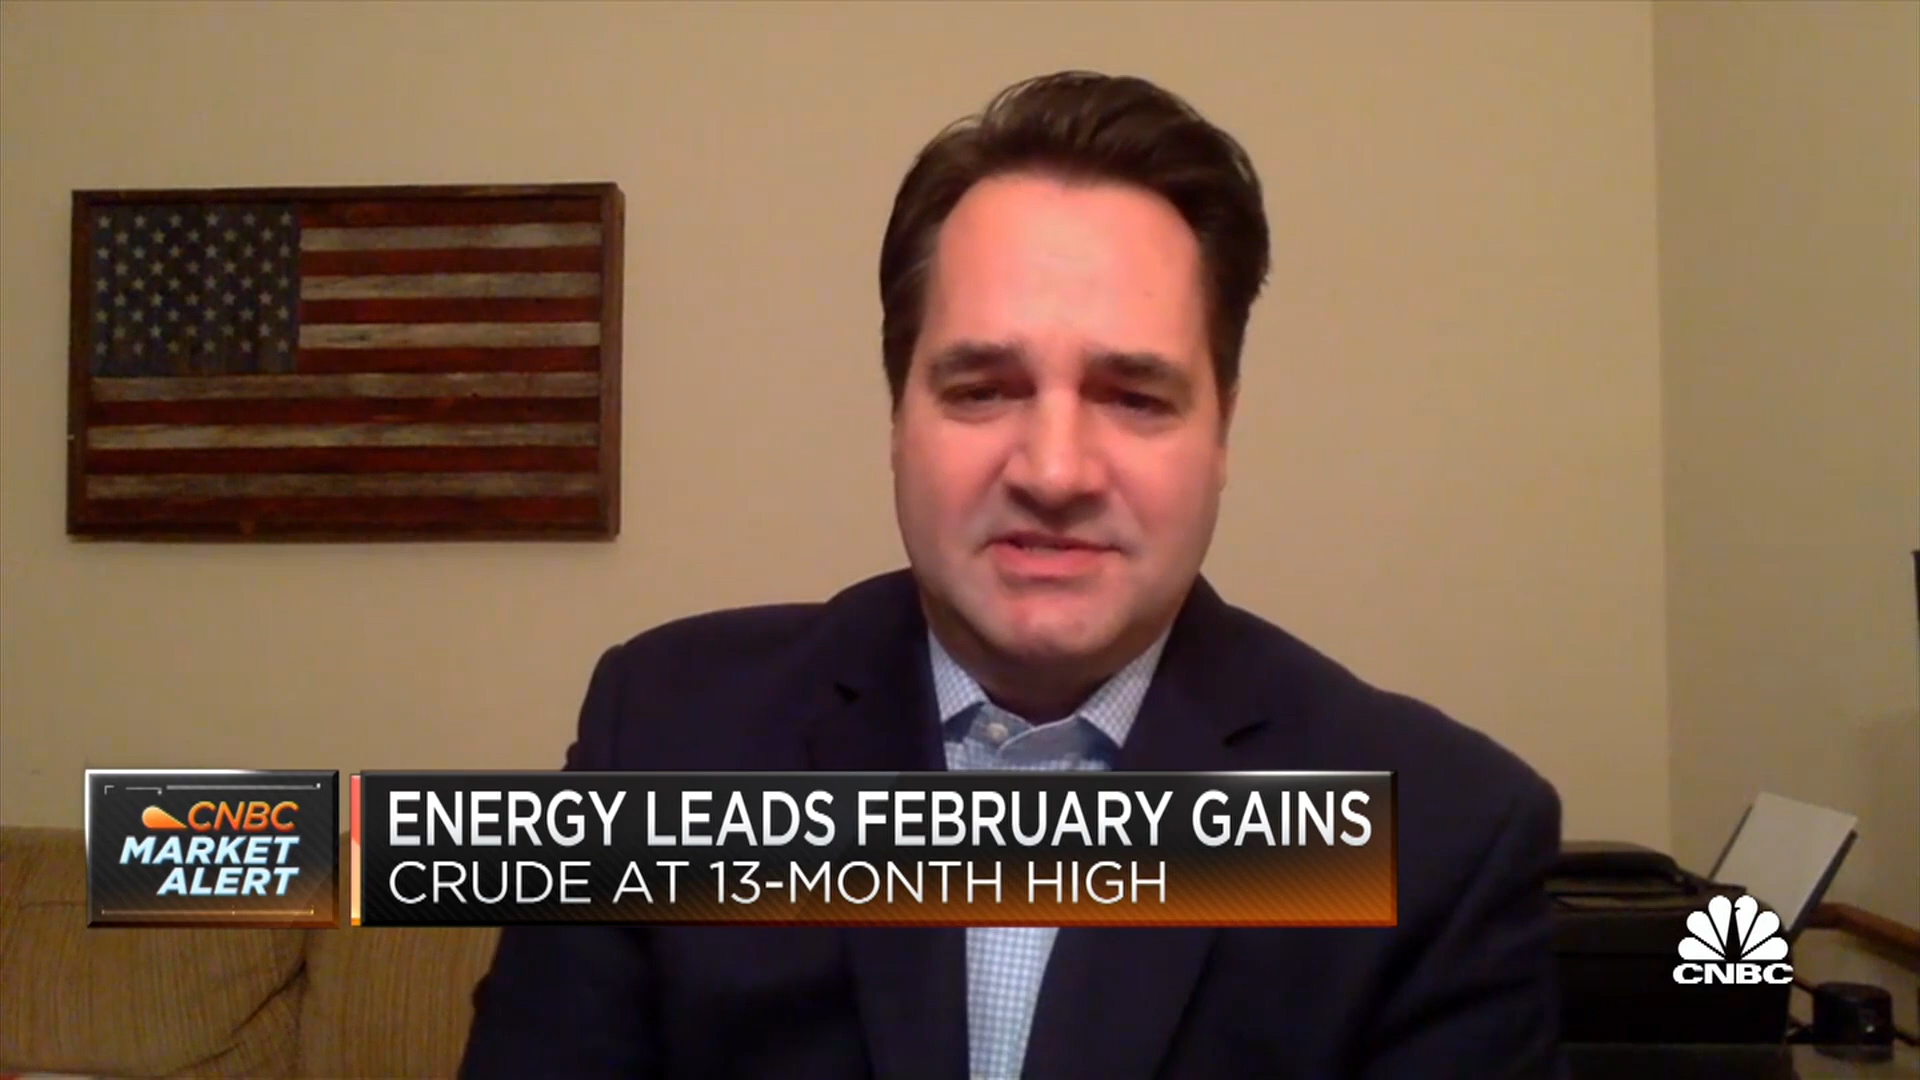 CNBC
MARKET
ALERT
ENERGY LEADS FEBRUARY GAINS
CRUDE AT 13-MONTH HIGH
CNBC